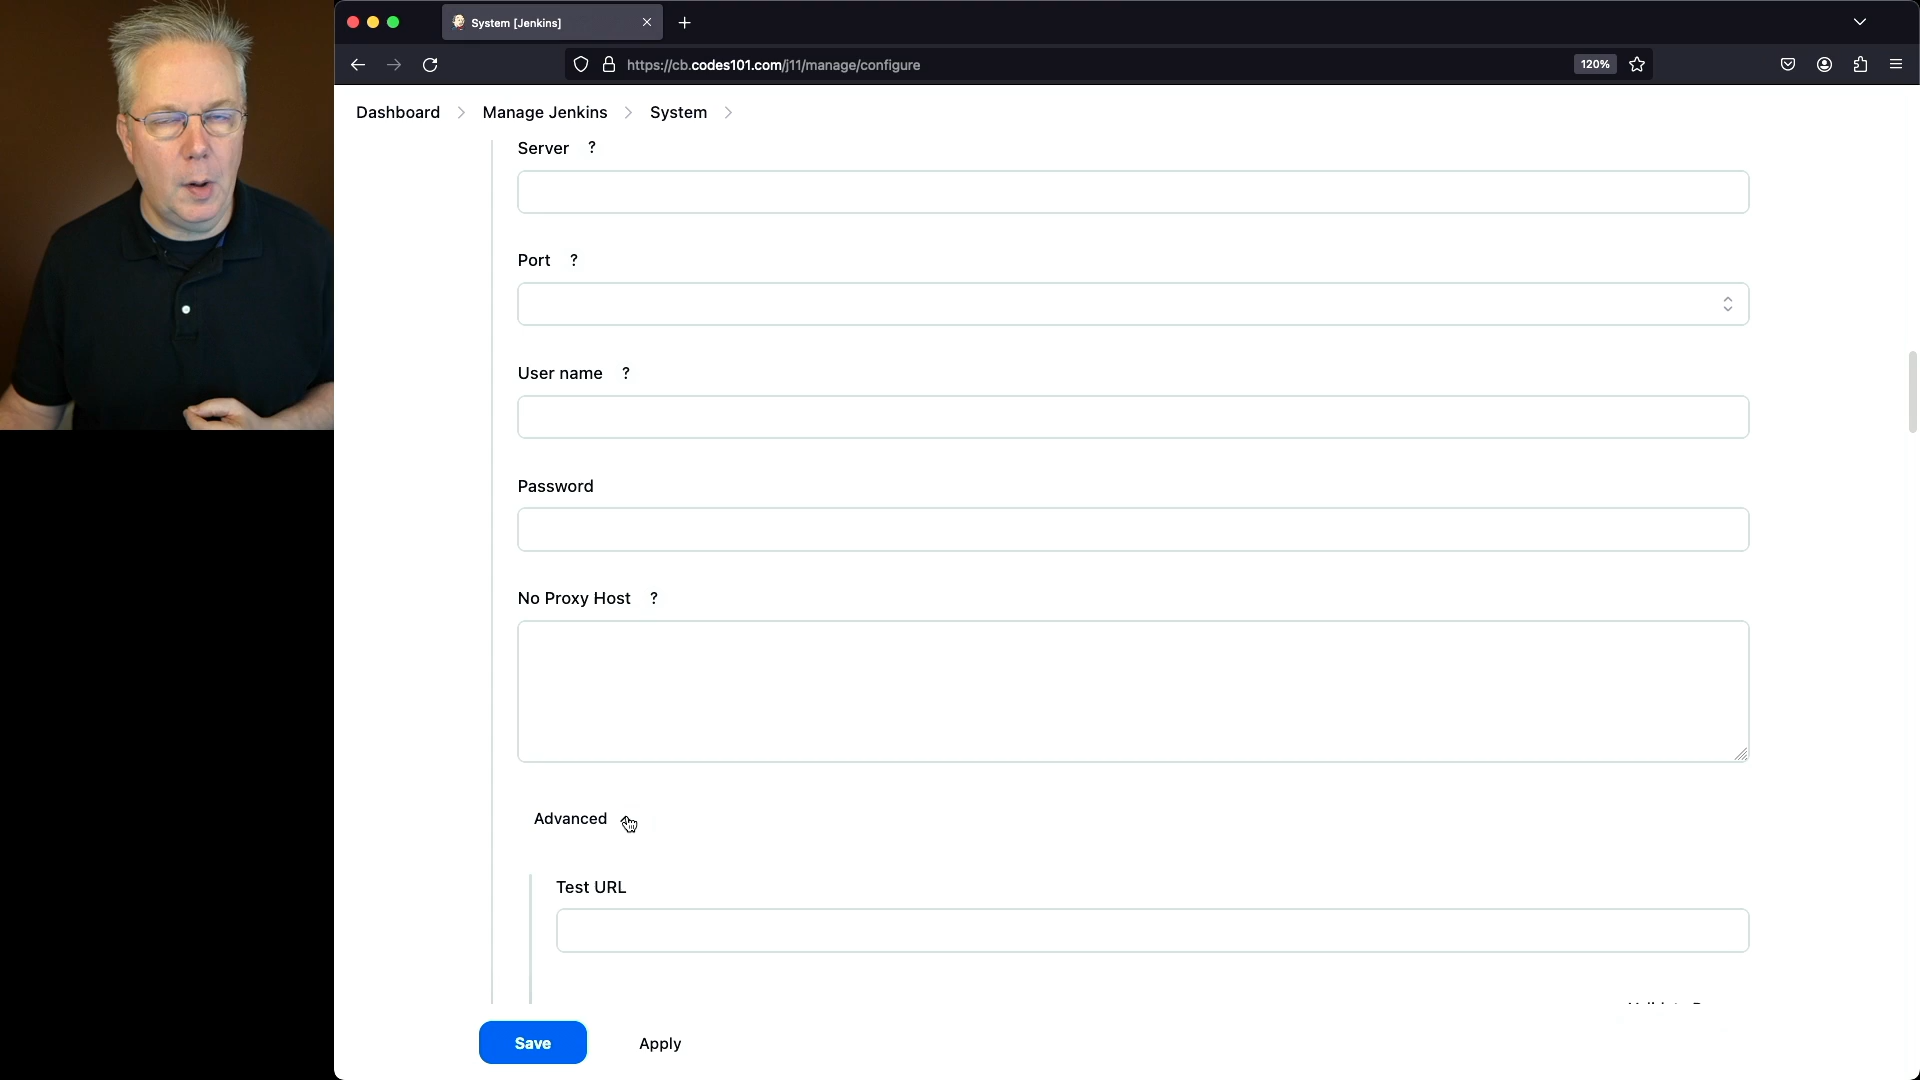 System [Jenkins]
https://cb.codes101.com/j11/manage/configure
120%
Dashboard
Manage Jenkins
System
Server ?
Port ?
User name ?
Password
No Proxy Host ?
Advanced
Test URL
Save
Apply